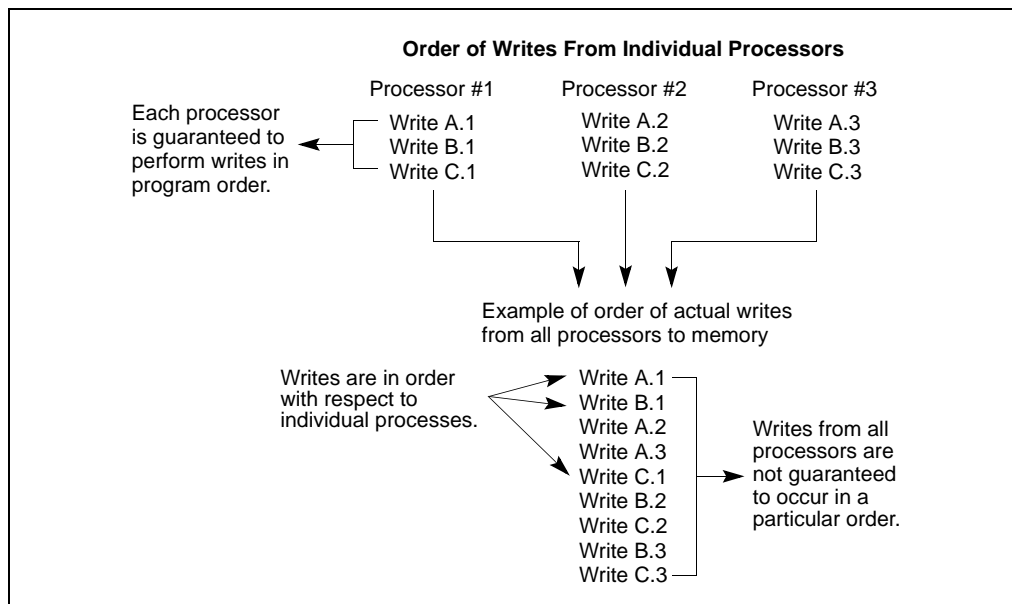 Order of Writes From Individual Processors
Processor #1
Processor #2
Processor #3
Each processor
is guaranteed to
perform writes in
program order.
Write A.1
Write B.1
Write C.1
Write A.2
Write B.2
Write C.2
Write A.3
Write B.3
Write C.3
Example of order of actual writes
from all processors to memory
Writes are in order
with respect to
individual processes.
Write A.1
Write B.1
Write A.2
Write A.3
Write C.1
Write B.2
Write C.2
Write B.3
Write C.3
Writes from all
processors are
not guaranteed
to occur in a
particular order.